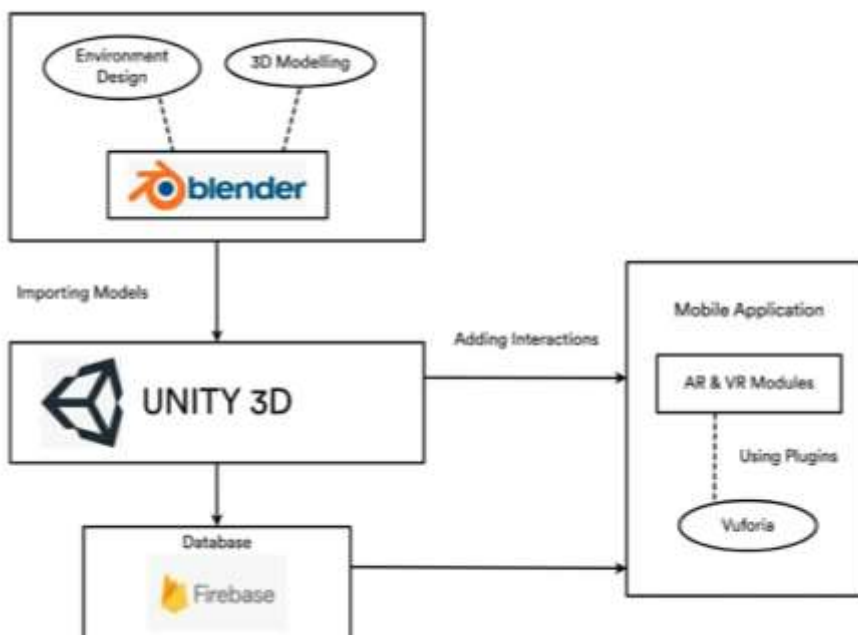 Environment
Design
3D Modelling
blender
Importing Models
UNITY 3D
Adding Interactions
Mobile Application
AR & VR Modules
Using Plugins
Vuforia
Database
Firebase